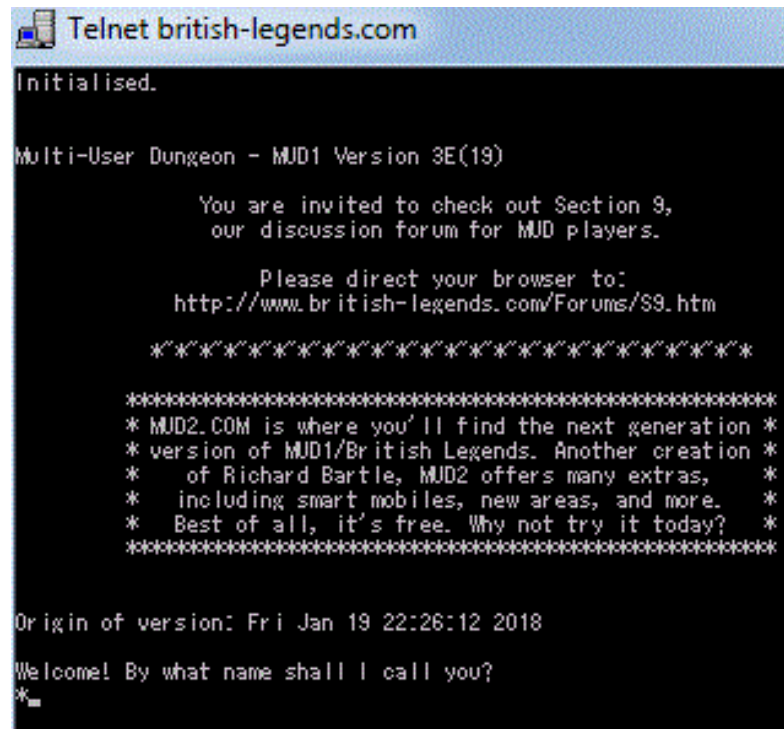 Telnet british-legends.com
Initialised.
Multi-User Dungeon - MUD1 Version 3E(19)
You are invited to check out Section 9,
our discussion forum for MUD players.
Please direct your browser to:
http://www.british-legends.com/Forums/S9.htm
*~*~*~*~*~*~*~*~*~*~*~*~*~*~*~*~*~*~*~*~*~*~*~*~*
******************************************************
* MUD2.COM is where you'll find the next generation *
* version of MUD1/British Legends. Another creation *
* of Richard Bartle, MUD2 offers many extras, *
* including smart mobiles, new areas, and more. *
* Best of all, it's free. Why not try it today? *
******************************************************
Origin of version: Fri Jan 19 22:26:12 2018
Welcome! By what name shall I call you?
*_